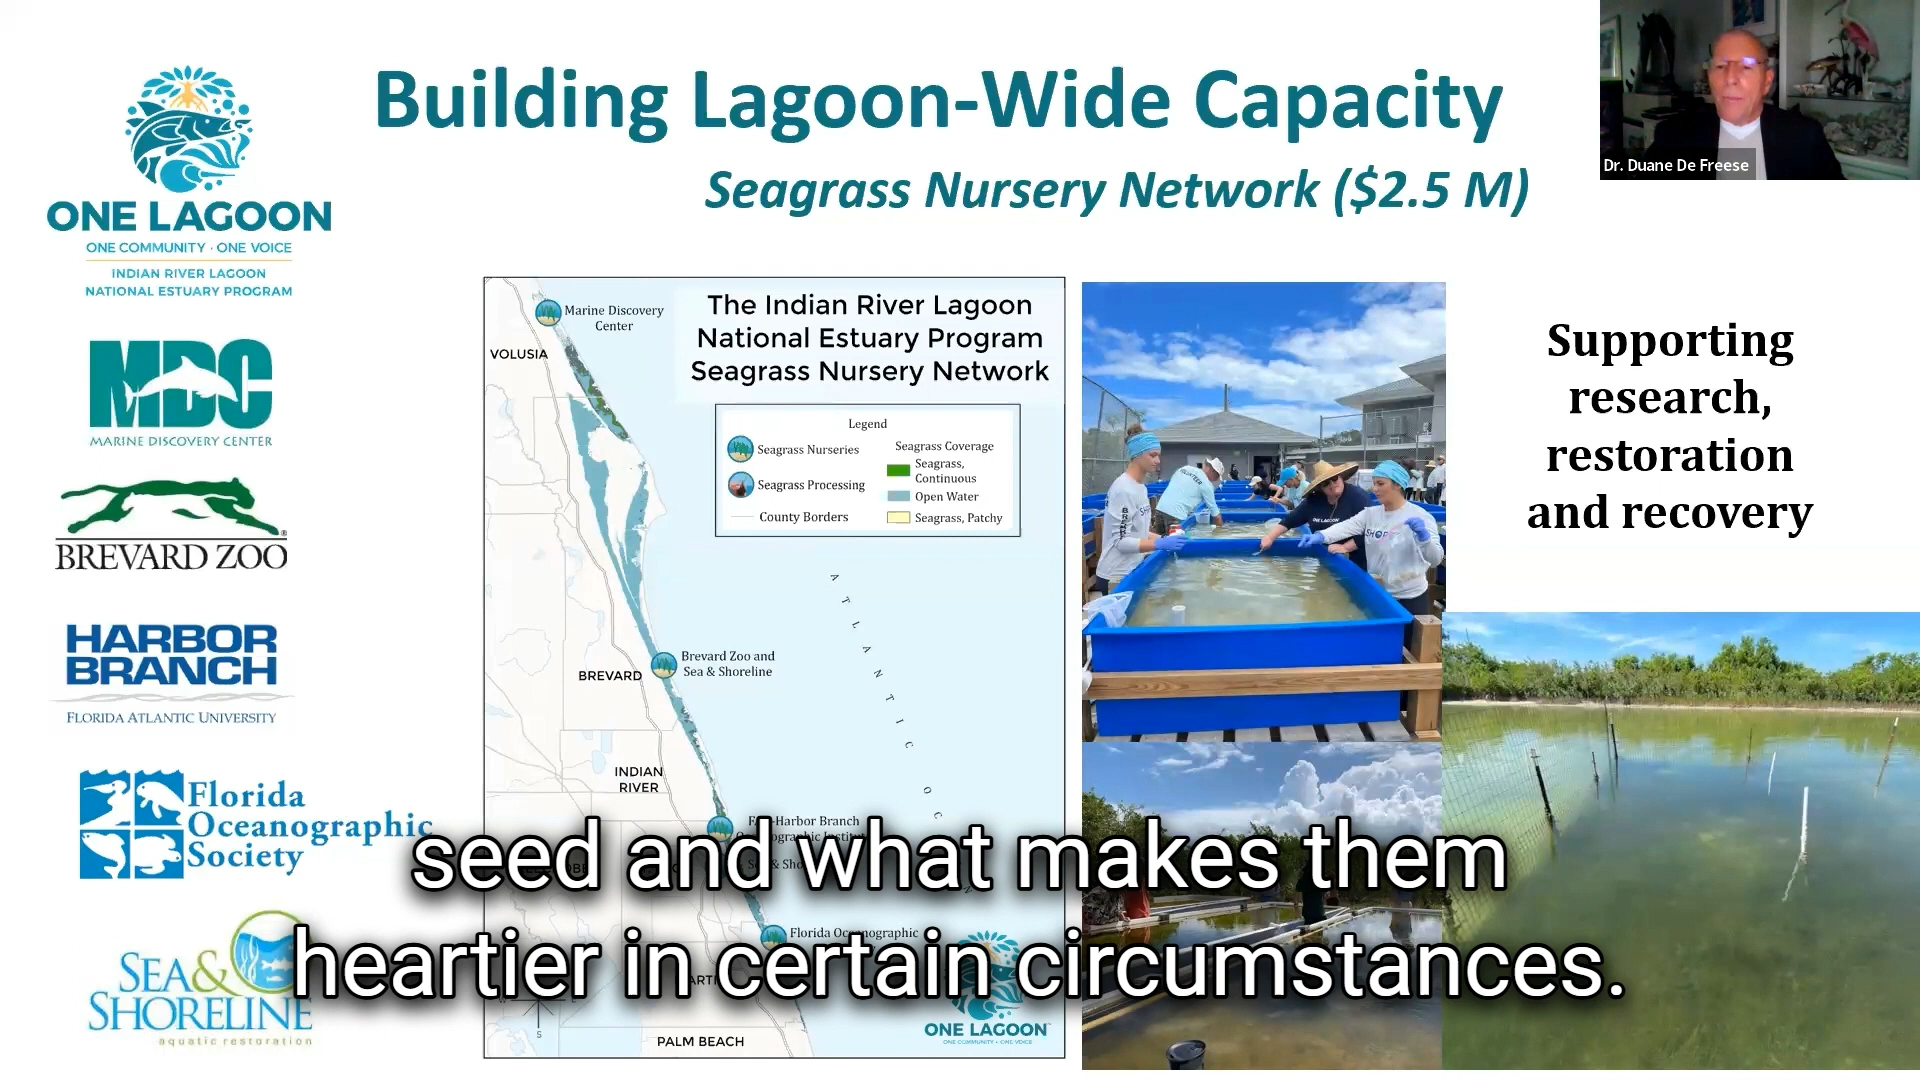 Building Lagoon-Wide Capacity
Seagrass Nursery Network ($2.5 M)
Dr. Duane De Freese
ONE LAGOON
ONE COMMUNITY · ONE VOICE
INDIAN RIVER LAGOON
NATIONAL ESTUARY PROGRAM
MDC
MARINE DISCOVERY CENTER
BREVARD ZOO
HARBOR
BRANCH
FLORIDA ATLANTIC UNIVERSITY
Florida
Oceanographic
Society
SEA &
SHORELINE
aquatic restoration
The Indian River Lagoon
National Estuary Program
Seagrass Nursery Network
Legend
Seagrass Nurseries
Seagrass Processing
County Borders
Seagrass Coverage
Seagrass,
Continuous
Open Water
Seagrass, Patchy
Marine Discovery
Center
VOLUSIA
Brevard Zoo and
Sea & Shoreline
BREVARD
ATLANTIC
INDIAN
RIVER
Harbor Branch
Florida
PALM BEACH
S
ONE LAGOON
ONE COMMUNITY · ONE VOICE
Supporting
research,
restoration
and recovery
seed and what makes them
heartier in certain circumstances.